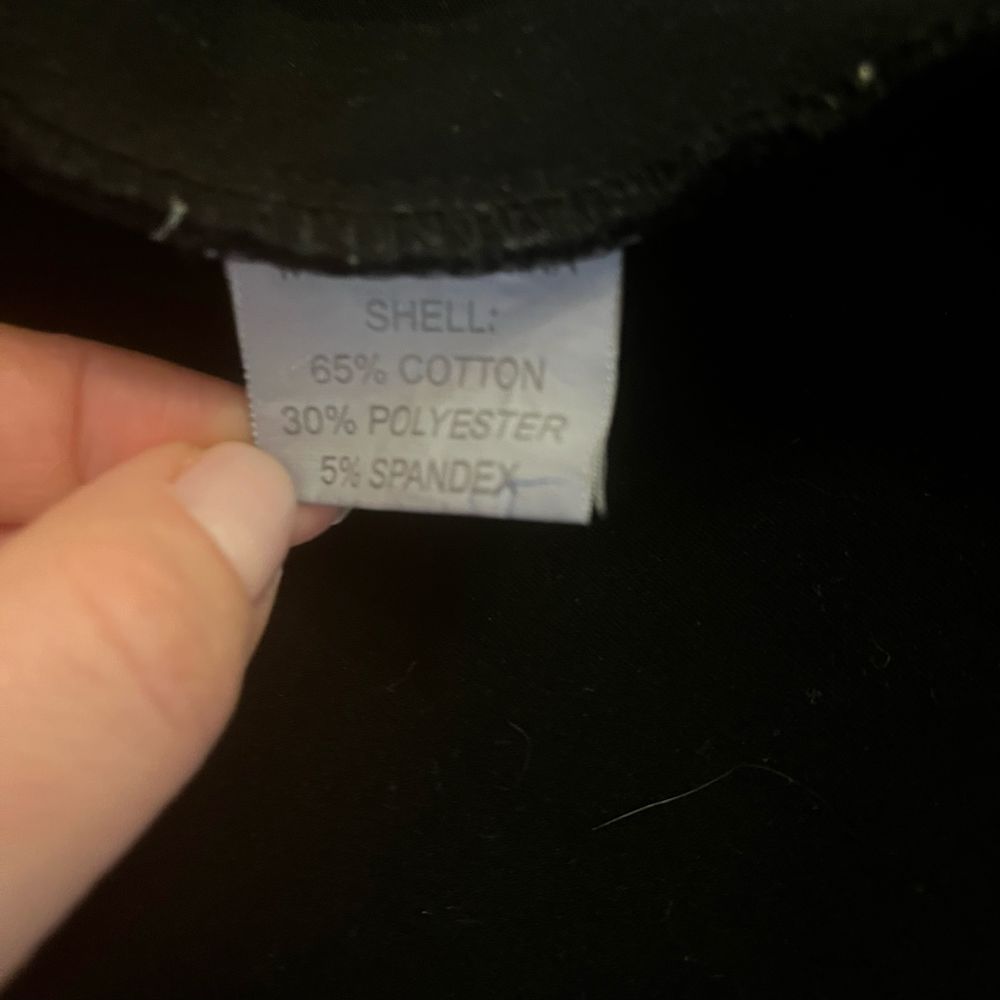 SHELL:
65% COTTON
30% POLYESTER
5% SPANDEX